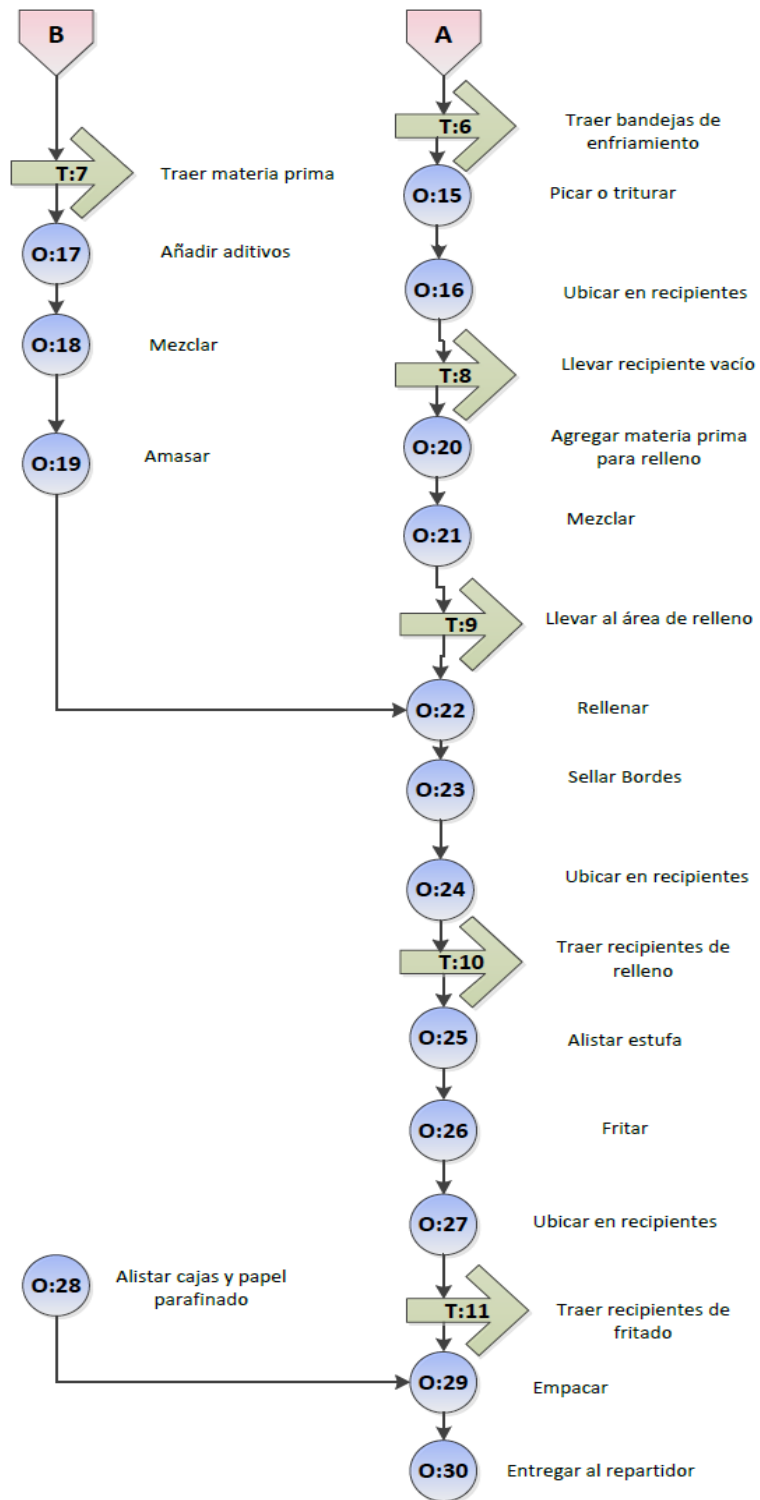 B
A
T:6
Traer bandejas de
enfriamiento
T:7
Traer materia prima
O:15
Picar o triturar
O:17
Añadir aditivos
O:16
Ubicar en recipientes
O:18
Mezclar
T:8
Llevar recipiente vacío
O:19
Amasar
O:20
Agregar materia prima
para relleno
O:21
Mezclar
T:9
Llevar al área de relleno
O:22
Rellenar
O:23
Sellar Bordes
O:24
Ubicar en recipientes
T:10
Traer recipientes de
relleno
O:25
Alistar estufa
O:26
Fritar
O:27
Ubicar en recipientes
O:28
Alistar cajas y papel
parafinado
T:11
Traer recipientes de
fritado
O:29
Empacar
O:30
Entregar al repartidor